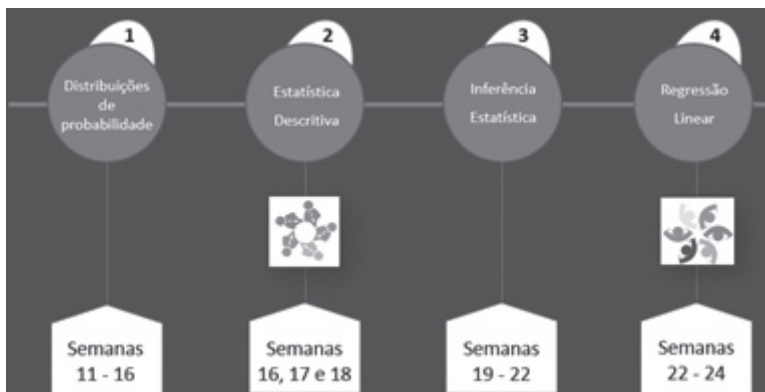 1
Distribuições
de
probabilidade
Semanas
11 - 16
2
Estatística
Descritiva
Semanas
16, 17 e 18
3
Inferência
Estatística
Semanas
19 - 22
4
Regressão
Linear
Semanas
22 - 24